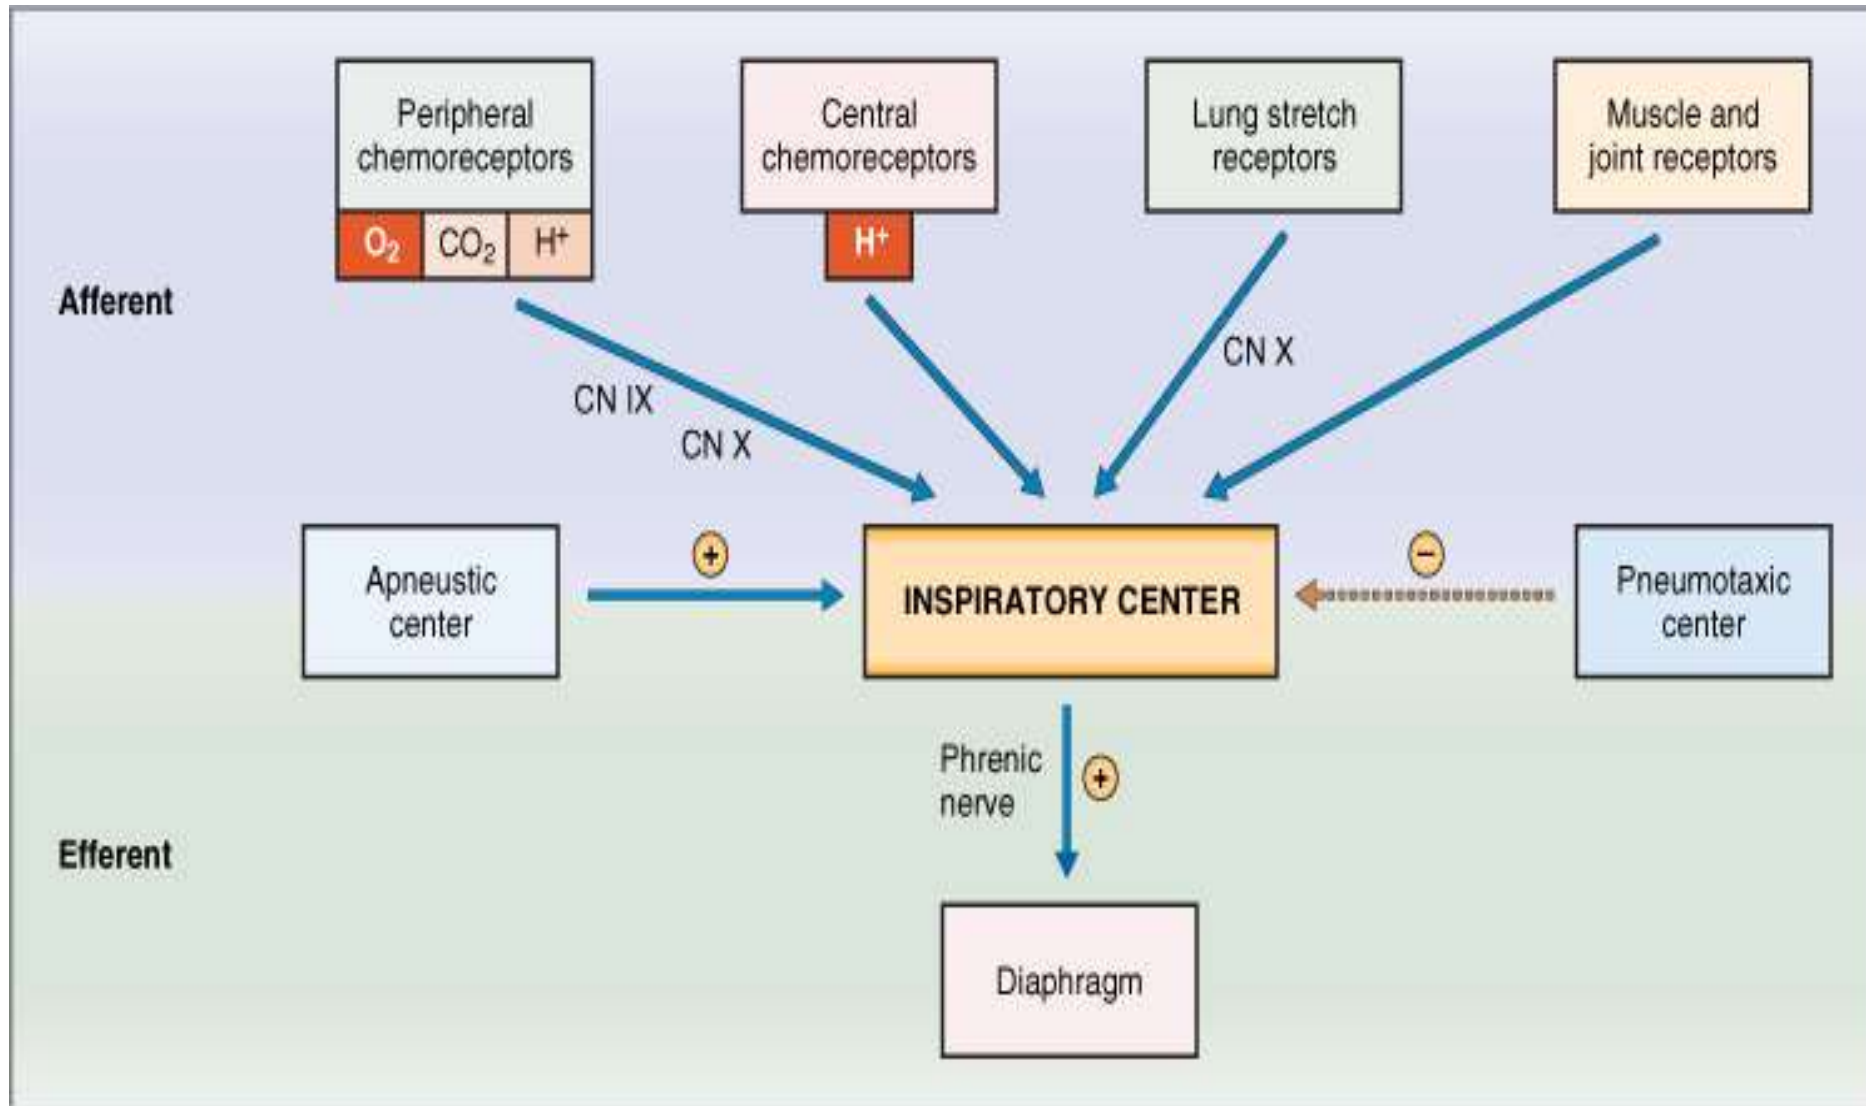 Peripheral
chemoreceptors
O₂ CO₂ H⁺
Central
chemoreceptors
H⁺
Lung stretch
receptors
Muscle and
joint receptors
Afferent
CN IX
CN X
CN X
Apneustic
center
+
INSPIRATORY CENTER
−
Pneumotaxic
center
Phrenic
nerve
+
Efferent
Diaphragm